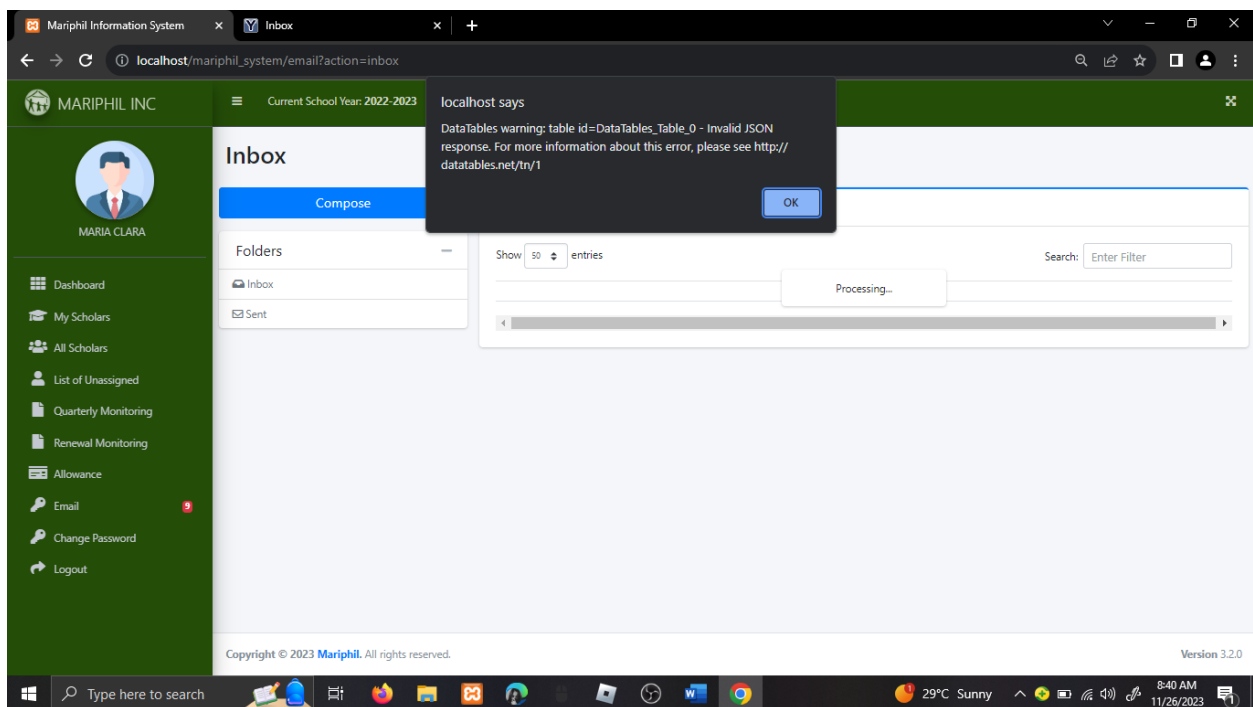 Mariphil Information System
Inbox
localhost/mariphil_system/email?action=inbox
MARIPHIL INC
Current School Year: 2022-2023
localhost says
DataTables warning: table id=DataTables_Table_0 - Invalid JSON
response. For more information about this error, please see http://
datatables.net/tn/1
OK
MARIA CLARA
Dashboard
My Scholars
All Scholars
List of Unassigned
Quarterly Monitoring
Renewal Monitoring
Allowance
Email 9
Change Password
Logout
Inbox
Compose
Folders
Inbox
Sent
Show 50 entries
Search: Enter Filter
Processing...
Copyright © 2023 Mariphil. All rights reserved.
Version 3.2.0
Type here to search
29°C Sunny
8:40 AM
11/26/2023